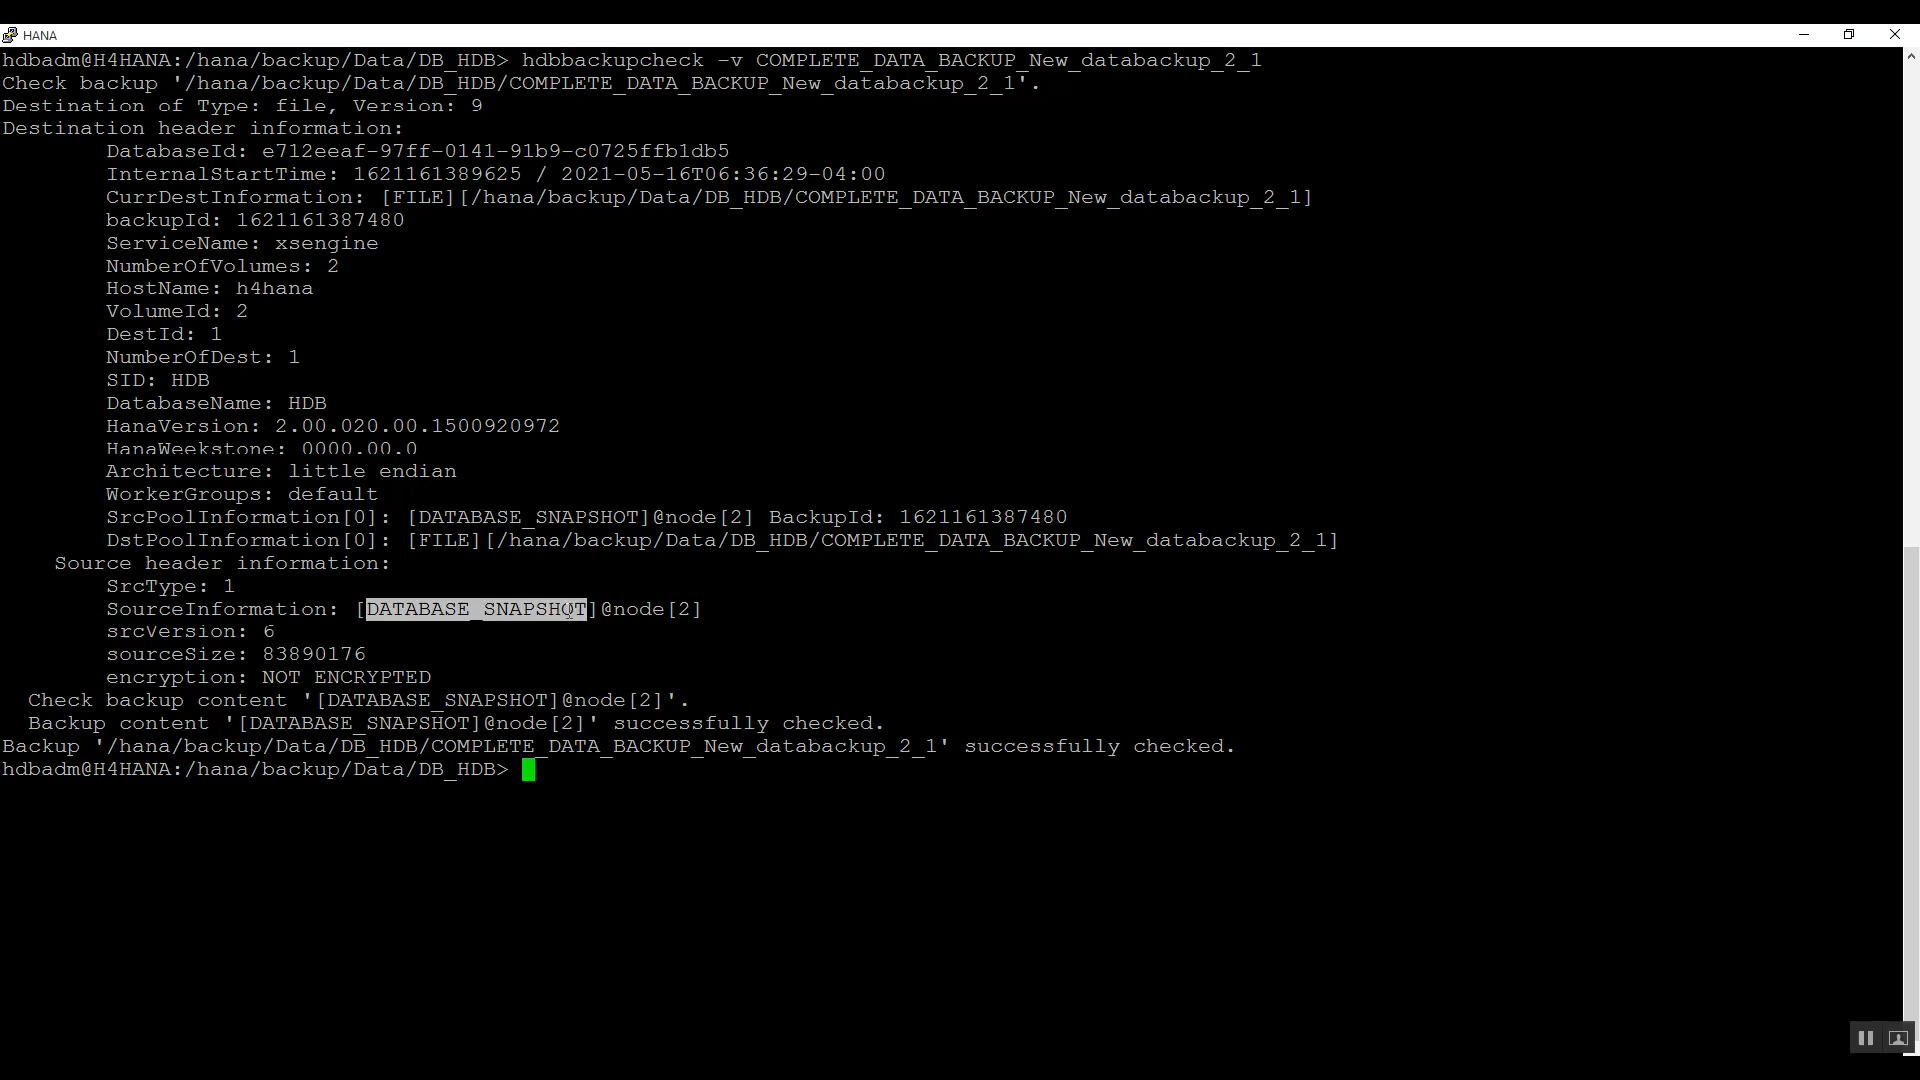 HANA
hdbadm@H4HANA:/hana/backup/Data/DB_HDB> hdbbackupcheck -v COMPLETE_DATA_BACKUP_New_databackup_2_1
Check backup '/hana/backup/Data/DB_HDB/COMPLETE_DATA_BACKUP_New_databackup_2_1'.
Destination of Type: file, Version: 9
Destination header information:
DatabaseId: e712eeaf-97ff-0141-91b9-c0725ffb1db5
InternalStartTime: 1621161389625 / 2021-05-16T06:36:29-04:00
CurrDestInformation: [FILE][/hana/backup/Data/DB_HDB/COMPLETE_DATA_BACKUP_New_databackup_2_1]
backupId: 1621161387480
ServiceName: xsengine
NumberOfVolumes: 2
HostName: h4hana
VolumeId: 2
DestId: 1
NumberOfDest: 1
SID: HDB
DatabaseName: HDB
HanaVersion: 2.00.020.00.1500920972
HanaWeekstone: 0000.00.0
Architecture: little endian
WorkerGroups: default
SrcPoolInformation[0]: [DATABASE_SNAPSHOT]@node[2] BackupId: 1621161387480
DstPoolInformation[0]: [FILE][/hana/backup/Data/DB_HDB/COMPLETE_DATA_BACKUP_New_databackup_2_1]
Source header information:
SrcType: 1
SourceInformation: [DATABASE_SNAPSHOT]@node[2]
srcVersion: 6
sourceSize: 83890176
encryption: NOT ENCRYPTED
Check backup content '[DATABASE_SNAPSHOT]@node[2]'.
Backup content '[DATABASE_SNAPSHOT]@node[2]' successfully checked.
Backup '/hana/backup/Data/DB_HDB/COMPLETE_DATA_BACKUP_New_databackup_2_1' successfully checked.
hdbadm@H4HANA:/hana/backup/Data/DB_HDB>